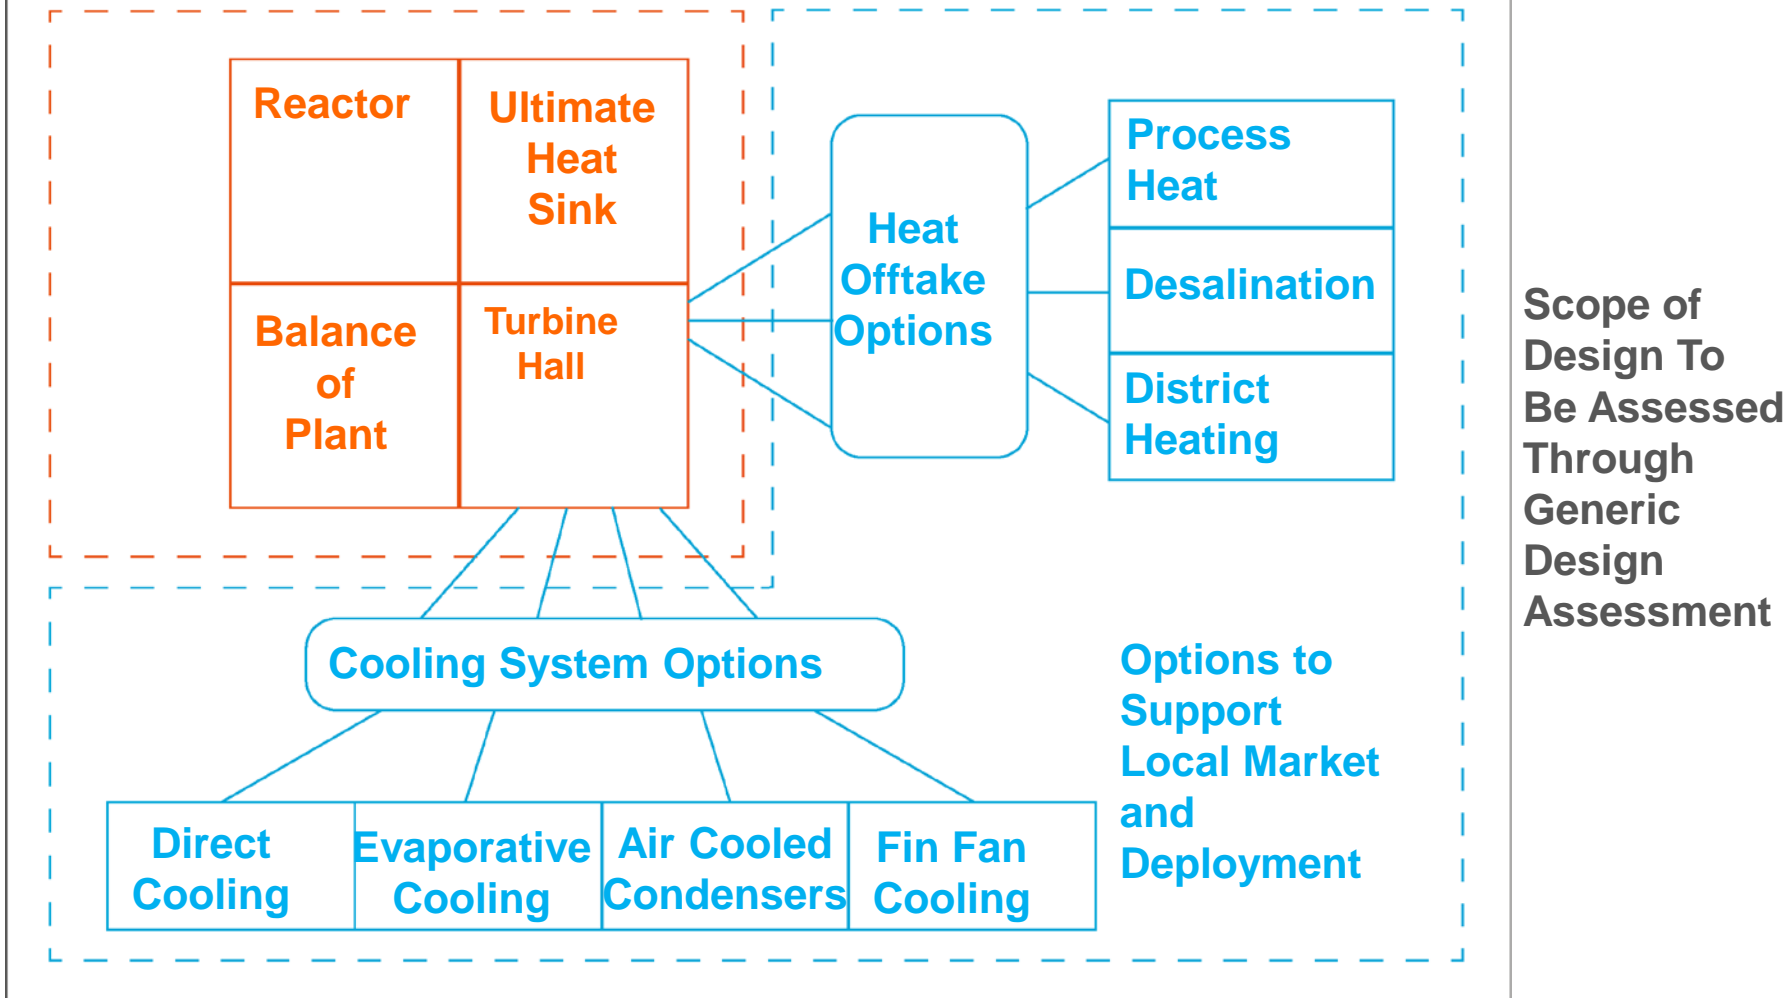 Reactor
Ultimate
Heat
Sink
Balance
of
Plant
Turbine
Hall
Heat
Offtake
Options
Process
Heat
Desalination
District
Heating
Cooling System Options
Direct
Cooling
Evaporative
Cooling
Air Cooled
Condensers
Fin Fan
Cooling
Options to
Support
Local Market
and
Deployment
Scope of
Design To
Be Assessed
Through
Generic
Design
Assessment